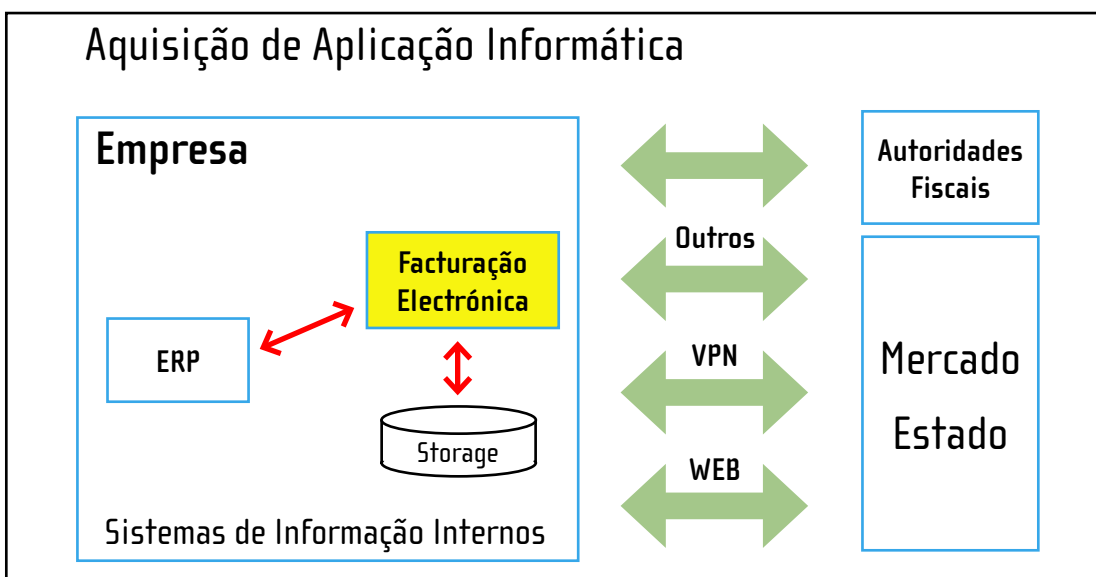 Aquisição de Aplicação Informática
Empresa
Facturação
Electrónica
ERP
Storage
Sistemas de Informação Internos
Outros
VPN
WEB
Autoridades
Fiscais
Mercado
Estado